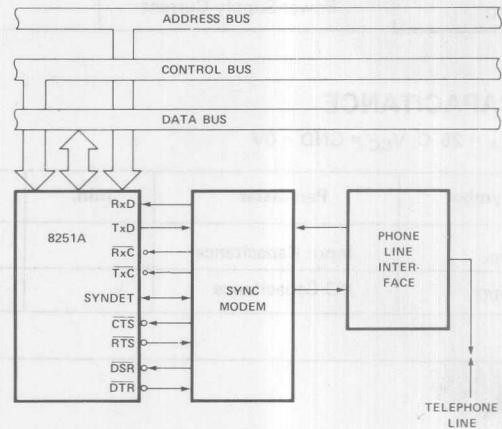 ADDRESS BUS
CONTROL BUS
DATA BUS
APACITANCE
8251A
RxD
TxD
RxC
TxC
SYNDET
CTS
RTS
DSR
DTR
SYNC
MODEM
PHONE
LINE
INTER-
FACE
TELEPHONE
LINE